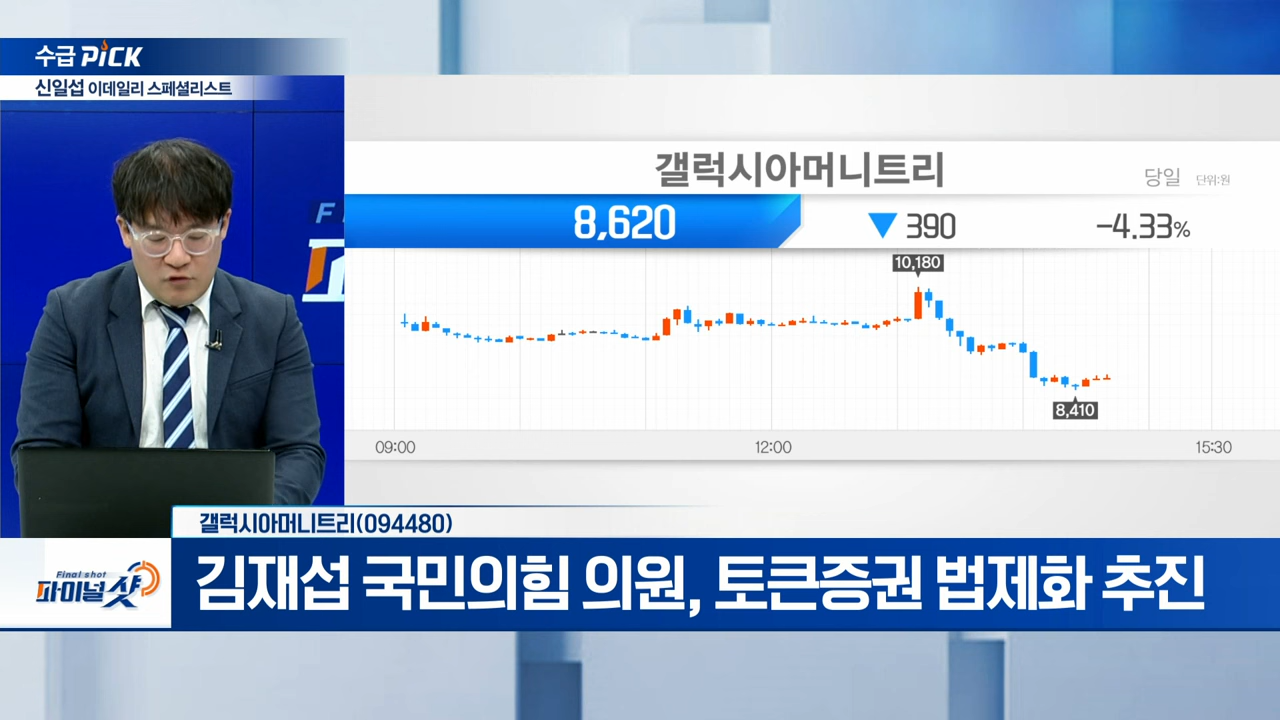 수급 PiCK
신일섭 이데일리 스페셜리스트
갤럭시아머니트리
당일 단위:원
8,620 ▼ 390 -4.33%
10,180
8,410
09:00 12:00 15:30
갤럭시아머니트리(094480)
Final shot
파이널샷
김재섭 국민의힘 의원, 토큰증권 법제화 추진